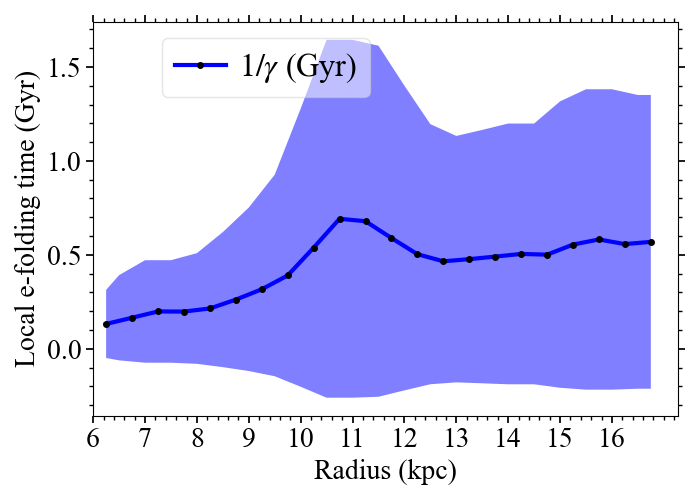 1/γ (Gyr)
Local e-folding time (Gyr)
1.5
1.0
0.5
0.0
6 7 8 9 10 11 12 13 14 15 16
Radius (kpc)